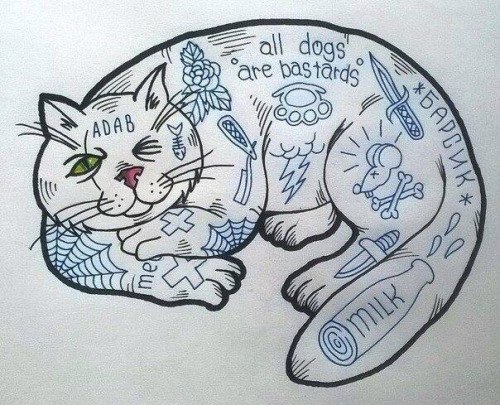 ADAB
all dogs
"are bastards"
*БАРСИК*
me
MILK